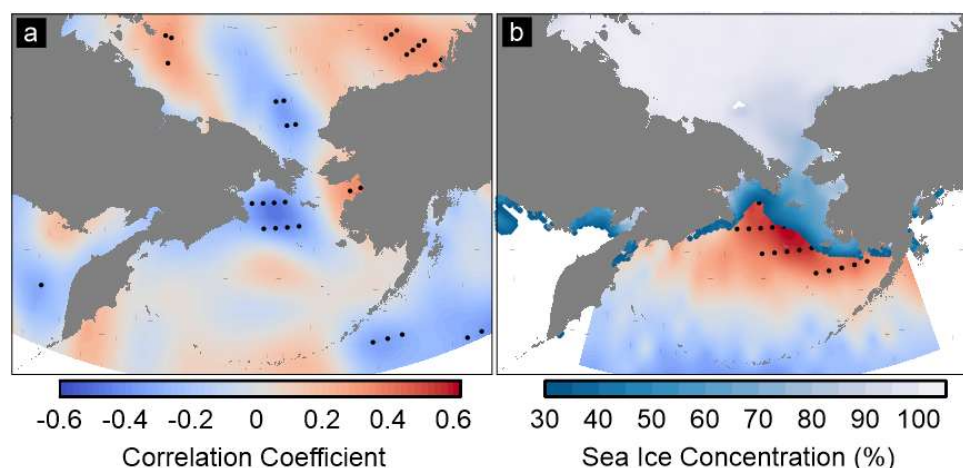 a
b
-0.6 -0.4 -0.2 0 0.2 0.4 0.6
30 40 50 60 70 80 90 100
Correlation Coefficient
Sea Ice Concentration (%)